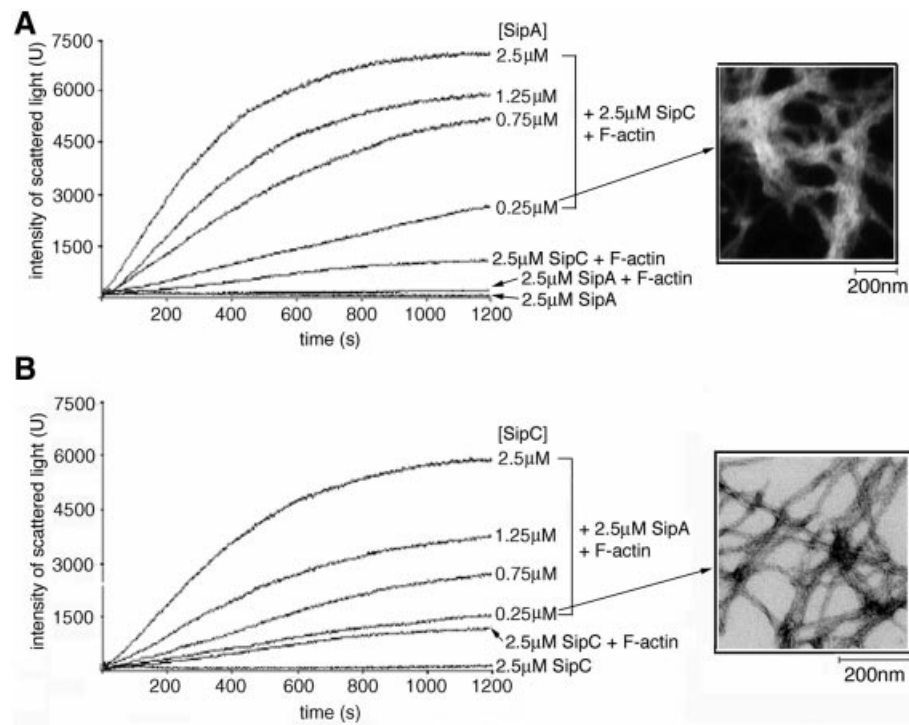 A
intensity of scattered light (U)
7500
6000
4500
3000
1500
200 400 600 800 1000 1200
time (s)
[SipA]
2.5μM
1.25μM
0.75μM
0.25μM
+ 2.5μM SipC
+ F-actin
2.5μM SipC + F-actin
2.5μM SipA + F-actin
2.5μM SipA
200nm
B
intensity of scattered light (U)
7500
6000
4500
3000
1500
200 400 600 800 1000 1200
time (s)
[SipC]
2.5μM
1.25μM
0.75μM
0.25μM
+ 2.5μM SipA
+ F-actin
2.5μM SipC + F-actin
2.5μM SipC
200nm